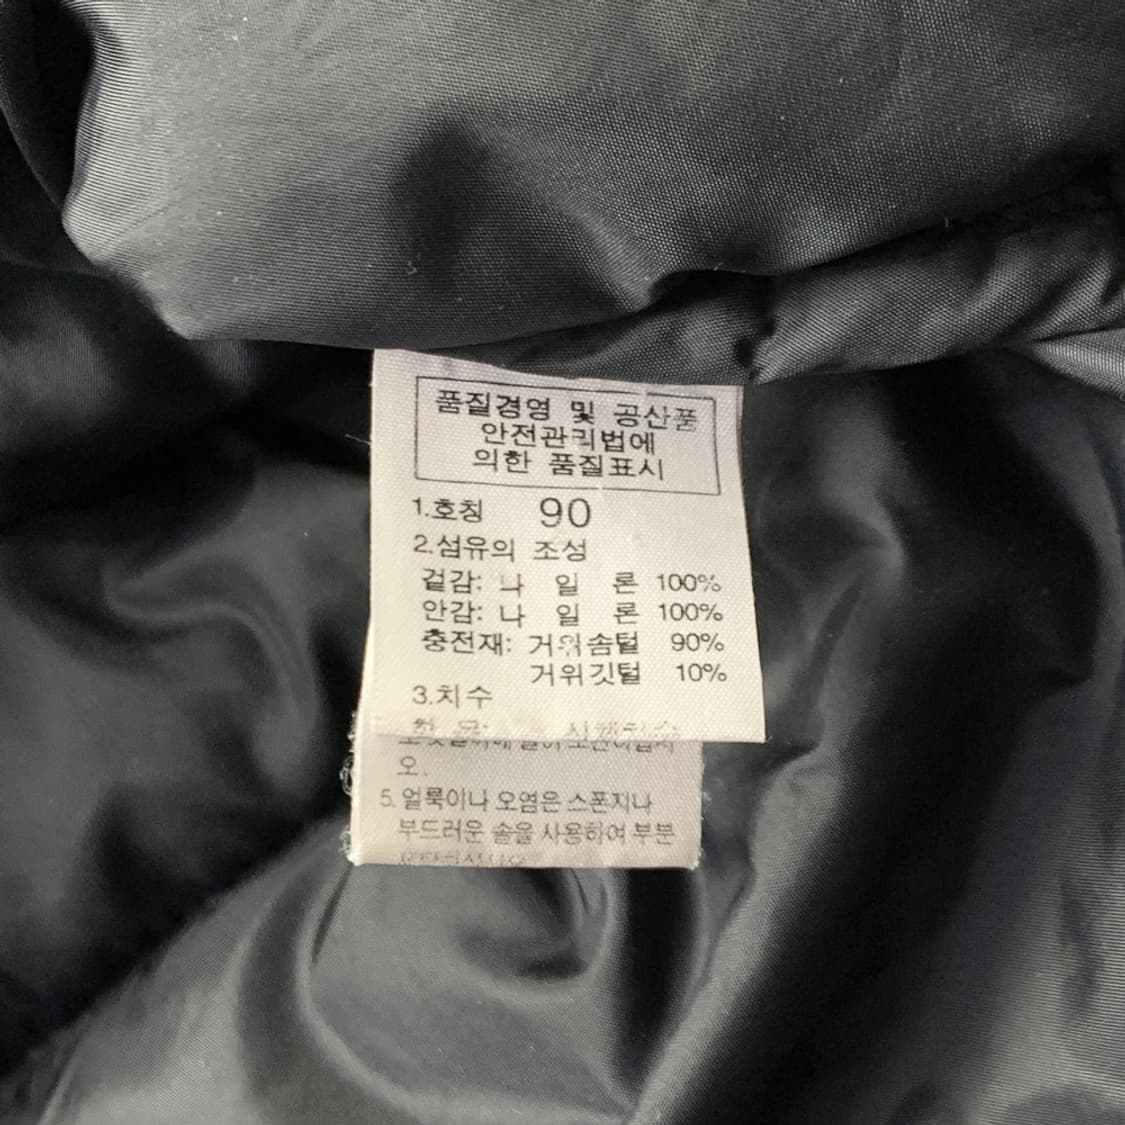 품질경영 및 공산품
안전관리법에
의한 품질표시
1.호칭 90
2.섬유의 조성
겉감: 나 일 론 100%
안감: 나 일 론 100%
충전재: 거위솜털 90%
거위깃털 10%
3.치수
오.
5. 얼룩이나 오염은 스폰지나
부드러운 솔을 사용하여 부분